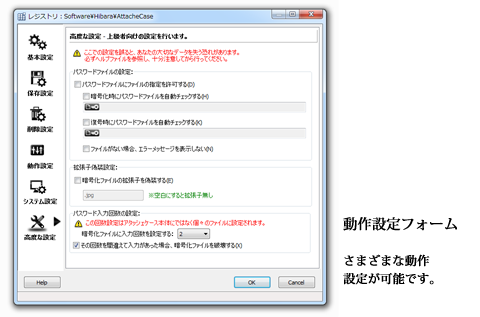 レジストリ：Software¥Hibara¥AttacheCase
基本設定
保存設定
削除設定
動作設定
システム設定
高度な設定
高度な設定・上級者向けの設定を行います。
ここでの設定を誤ると、あなたの大切なデータを失う恐れがあります。
必ずヘルプファイルを参照し、十分注意してから行ってください。
パスワードファイルの設定：
パスワードファイルにファイルの指定を許可する(D)
暗号化時にパスワードファイルを自動チェックする(H)
復号時にパスワードファイルを自動チェックする(K)
ファイルがない場合、エラーメッセージを表示しない(N)
拡張子偽装設定：
暗号化ファイルの拡張子を偽装する(E)
.jpg
※空白にすると拡張子無し
パスワード入力回数の設定：
この回数設定はアタッシェケース本体にではなく個々のファイルに設定されます。
暗号化ファイルに入力回数を設定する：
2
その回数を間違えて入力があった場合、暗号化ファイルを破壊する(X)
Help
OK
Cancel
動作設定フォーム
さまざまな動作
設定が可能です。